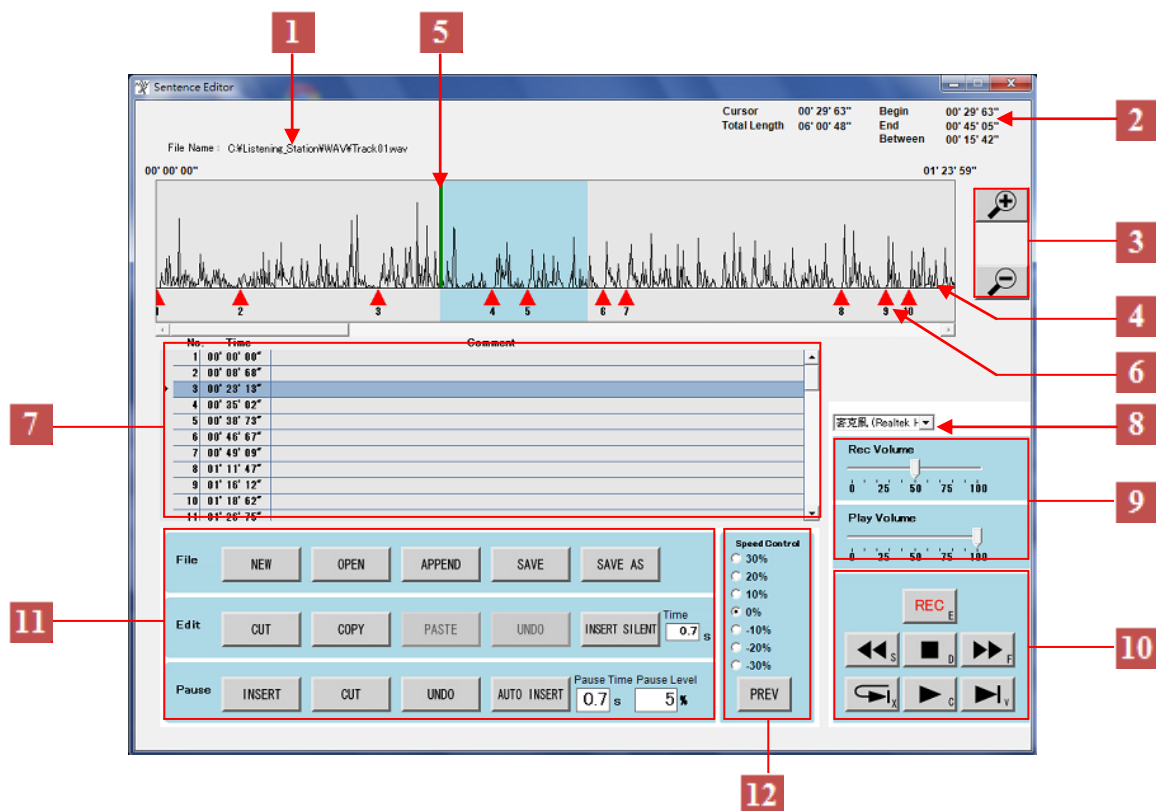 1
5
Sentence Editor
Cursor 00' 29' 63" Begin 00' 29' 63"
Total Length 06' 00' 48" End 00' 45' 05"
Between 00' 15' 42"
2
File Name : C:¥Listening_Station¥WAV¥Track01.wav
00' 00' 00" 01' 23' 59"
3
4
1 2 3 4 5 6 7 8 9 10
6
No. Time Comment
1 00' 00' 00"
2 00' 08' 68"
3 00' 23' 13"
4 00' 35' 02"
5 00' 38' 73"
6 00' 46' 67"
7 00' 49' 09"
8 01' 11' 47"
9 01' 16' 12"
10 01' 18' 62"
11 01' 26' 75"
7
麥克風 (Realtek H
8
Rec Volume
0 25 50 75 100
Play Volume
0 25 50 75 100
9
File NEW OPEN APPEND SAVE SAVE AS
Edit CUT COPY PASTE UNDO INSERT SILENT Time 0.7 s
Pause INSERT CUT UNDO AUTO INSERT Pause Time 0.7 s Pause Level 5 %
11
Speed Control
30%
20%
10%
0%
-10%
-20%
-30%
PREV
12
REC E
S D F
X C V
10